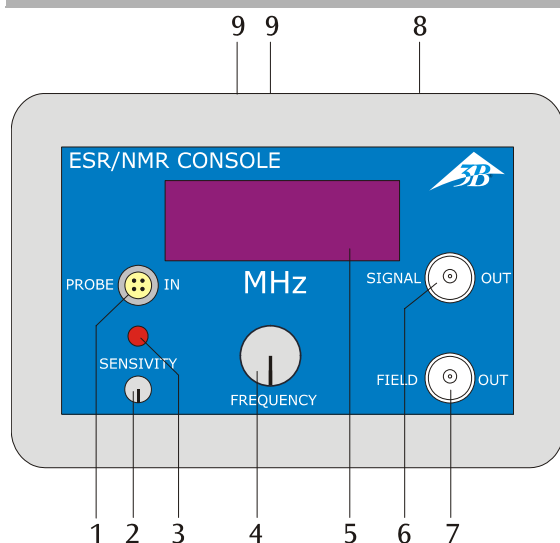 9 9 8
ESR/NMR CONSOLE
3B
PROBE IN
MHz
SIGNAL OUT
SENSIVITY
FREQUENCY
FIELD OUT
1 2 3 4 5 6 7